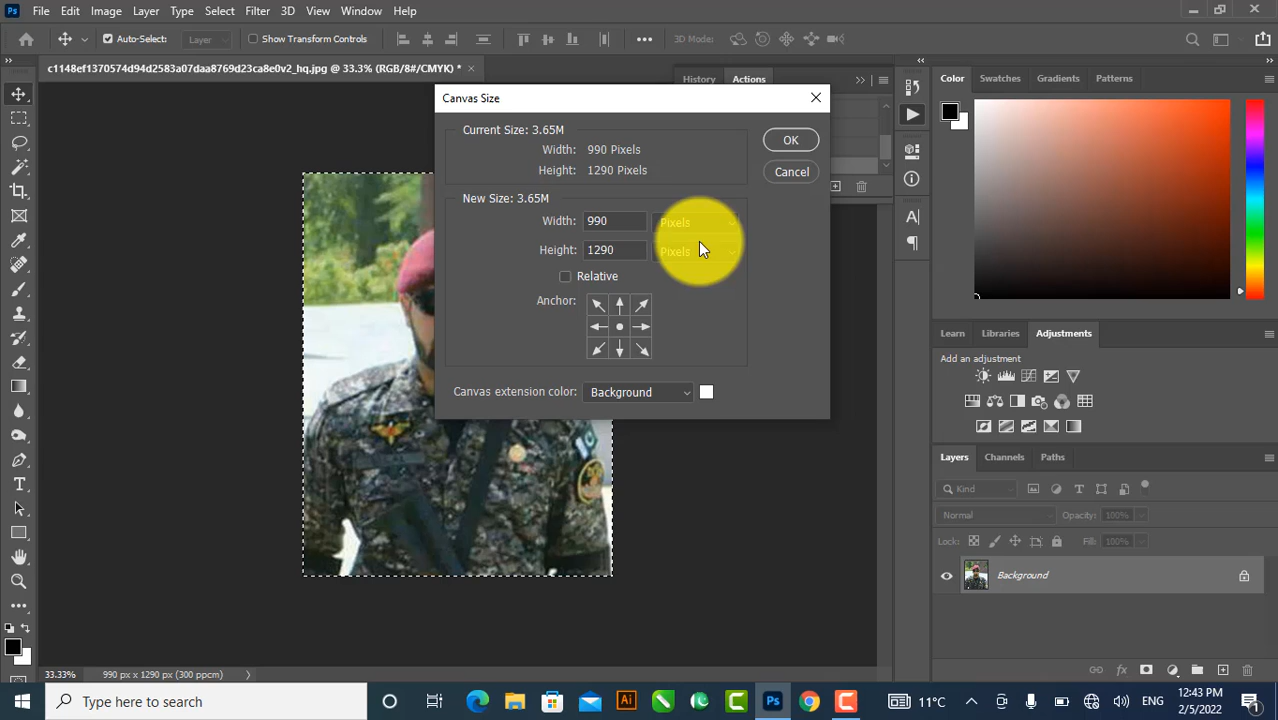 Ps File Edit Image Layer Type Select Filter 3D View Window Help
Auto-Select: Layer Show Transform Controls 3D Mode:
c1148ef1370574d94d2583a07daa8769d23ca8e0v2_hq.jpg @ 33.3% (RGB/8#/CMYK) *
History Actions
Color Swatches Gradients Patterns
Canvas Size
Current Size: 3.65M
Width: 990 Pixels
Height: 1290 Pixels
OK
Cancel
New Size: 3.65M
Width: 990 Pixels
Height: 1290 Pixels
Relative
Anchor:
Canvas extension color: Background
Learn Libraries Adjustments
Add an adjustment
Layers Channels Paths
Kind
Normal Opacity: 100%
Lock: Fill: 100%
Background
33.33% 990 px x 1290 px (300 ppcm)
Type here to search
Ai Ps 11°C ENG 12:43 PM
2/5/2022 1